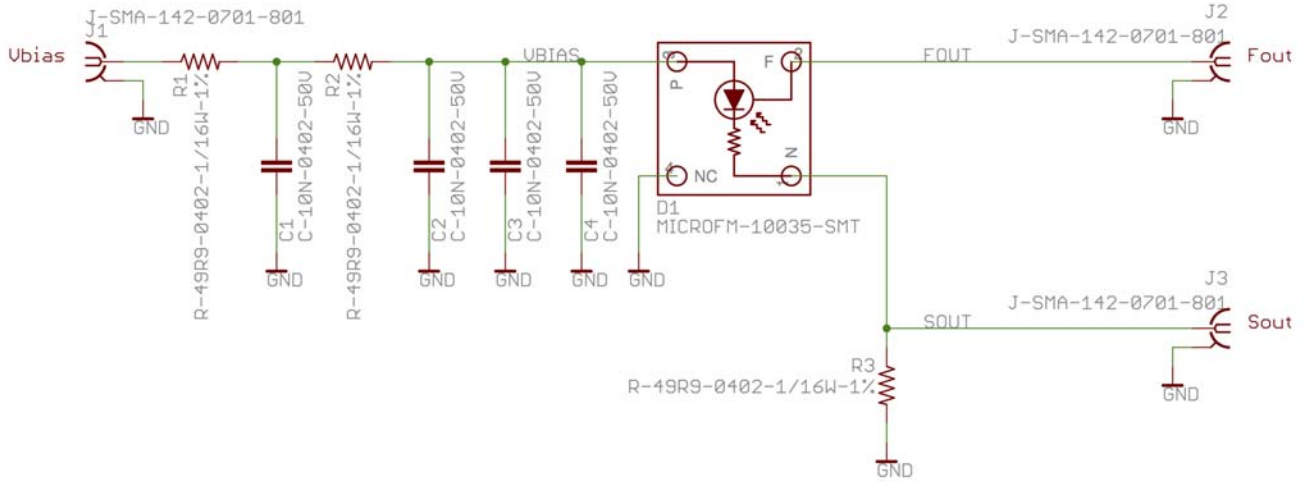 J-SMA-142-0701-801
J1
Vbias
R1
R-49R9-0402-1/16W-1%
GND
C1
C-10N-0402-50V
GND
R2
R-49R9-0402-1/16W-1%
C2
C-10N-0402-50V
GND
C3
C-10N-0402-50V
GND
VBIAS
C4
C-10N-0402-50V
GND
GND
P
F
N
1
NC
D1
MICROFM-10035-SMT
FOUT
J2
J-SMA-142-0701-801
Fout
GND
SOUT
J3
J-SMA-142-0701-801
Sout
GND
R3
R-49R9-0402-1/16W-1%
GND